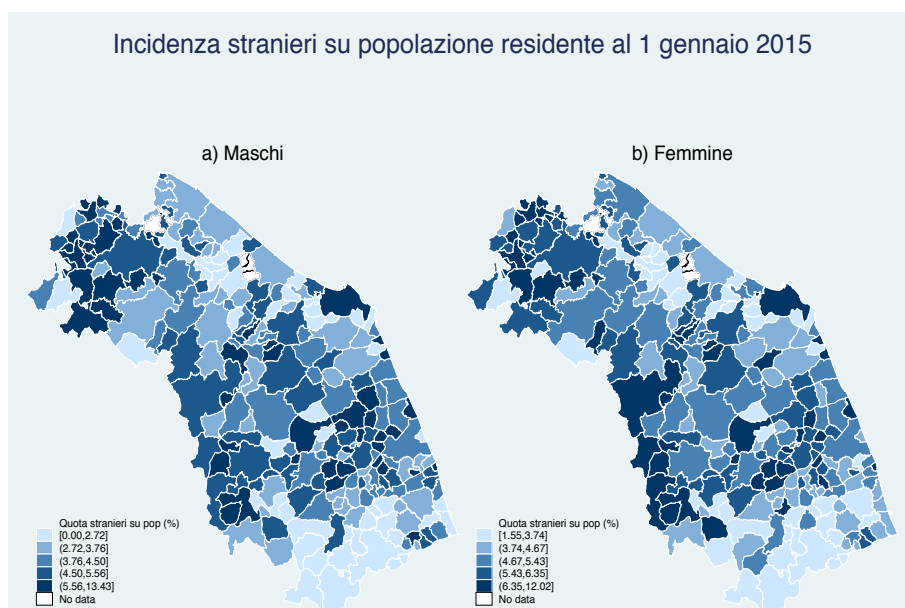 Incidenza stranieri su popolazione residente al 1 gennaio 2015
a) Maschi
Quota stranieri su pop (%)
[0.00,2.72]
(2.72,3.76]
(3.76,4.50]
(4.50,5.56]
(5.56,13.43]
No data
b) Femmine
Quota stranieri su pop (%)
[1.55,3.74]
(3.74,4.67]
(4.67,5.43]
(5.43,6.35]
(6.35,12.02]
No data